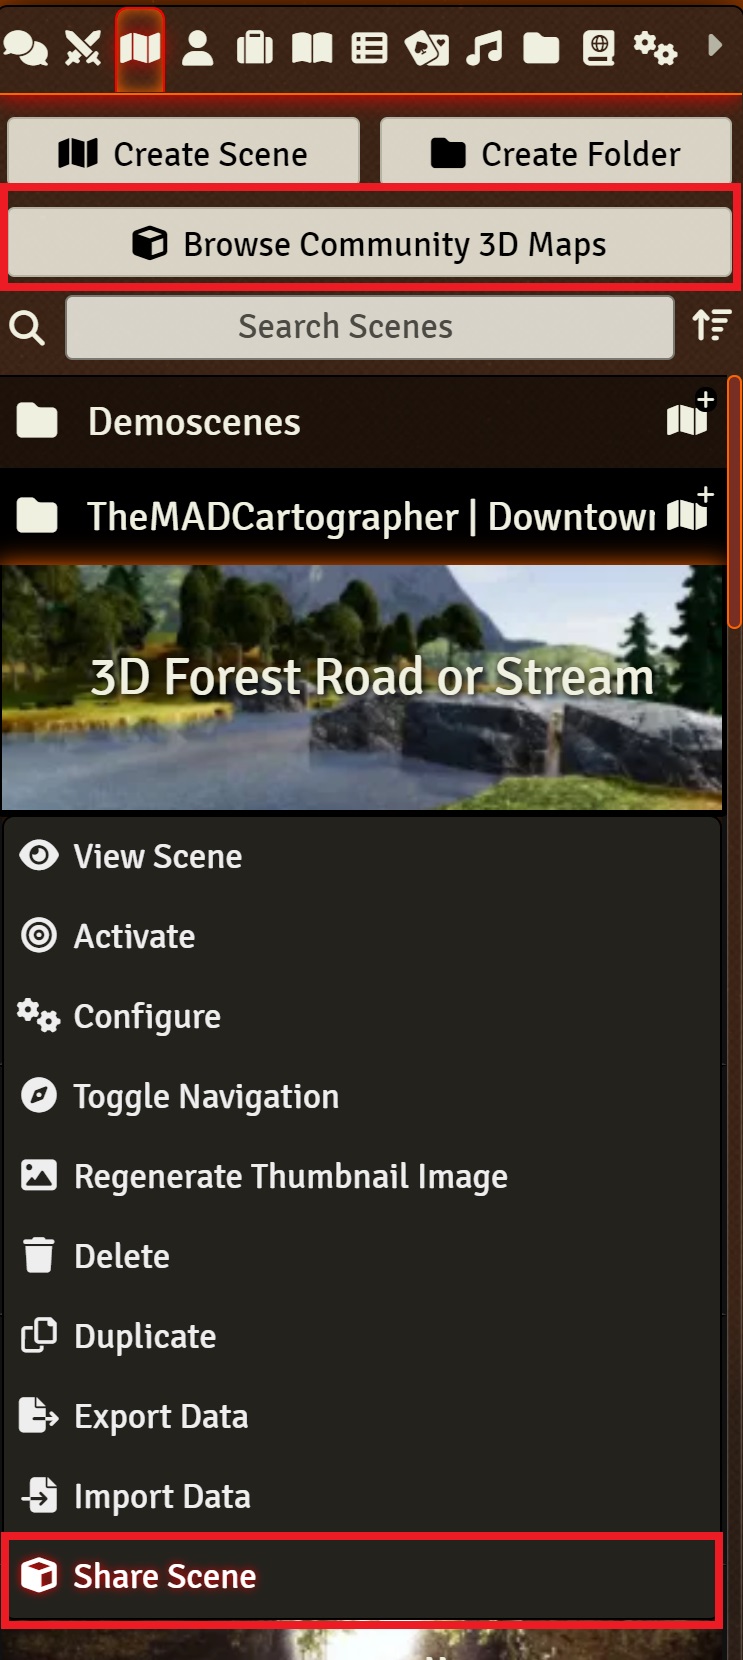 Create Scene
Create Folder
Browse Community 3D Maps
Search Scenes
Demoscenes
TheMADCartographer | Downtown
3D Forest Road or Stream
View Scene
Activate
Configure
Toggle Navigation
Regenerate Thumbnail Image
Delete
Duplicate
Export Data
Import Data
Share Scene